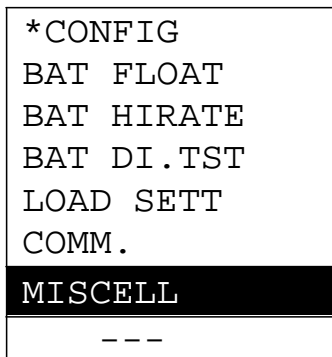 *CONFIG
BAT FLOAT
BAT HIRATE
BAT DI.TST
LOAD SETT
COMM.
MISCELL
---